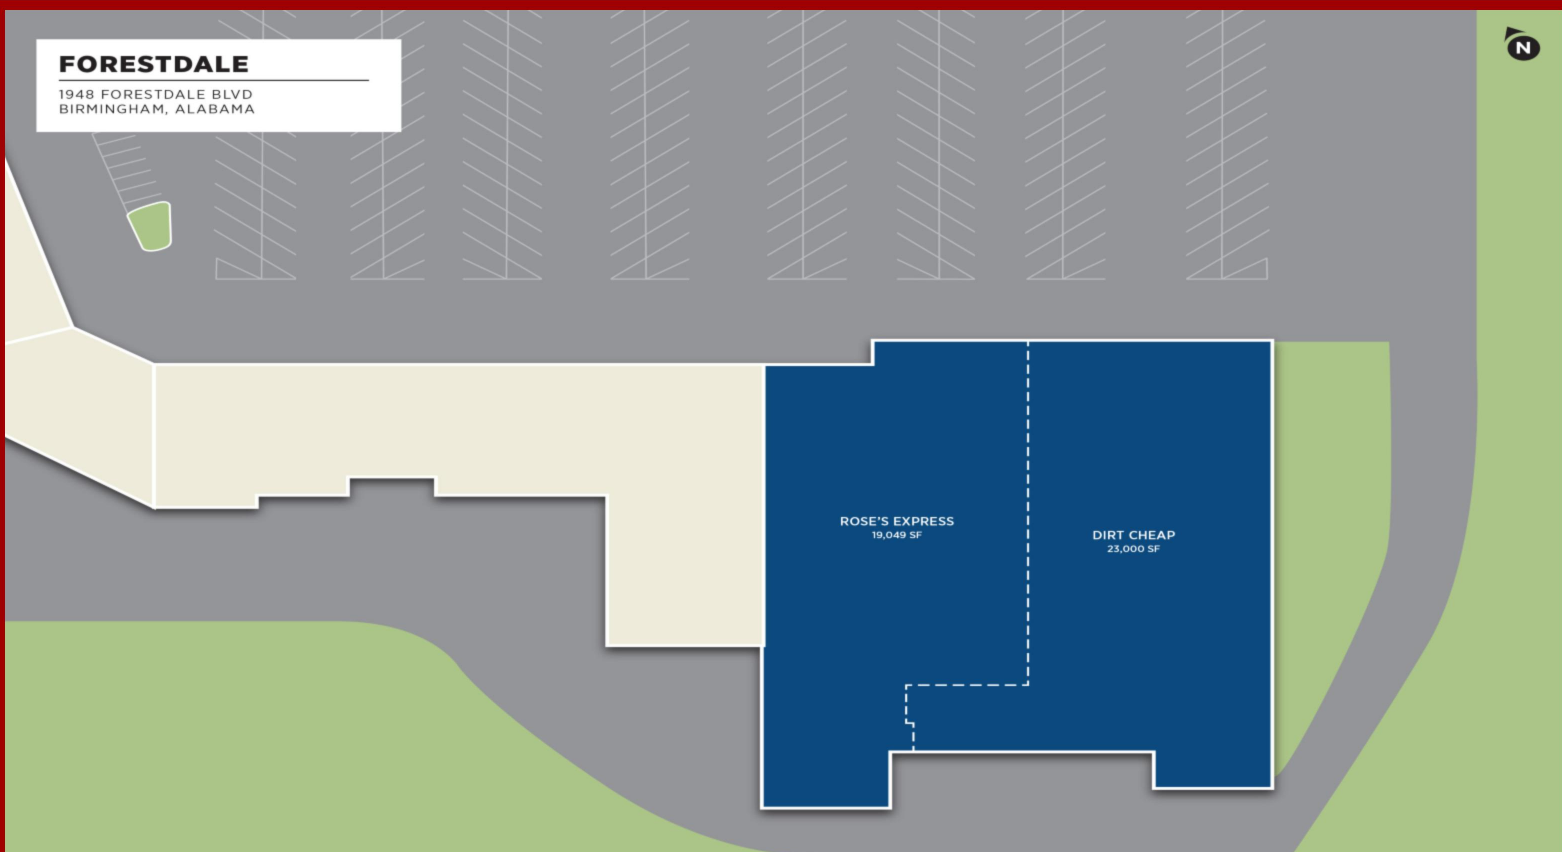 FORESTDALE
1948 FORESTDALE BLVD
BIRMINGHAM, ALABAMA
N
ROSE'S EXPRESS
19,049 SF
DIRT CHEAP
23,000 SF